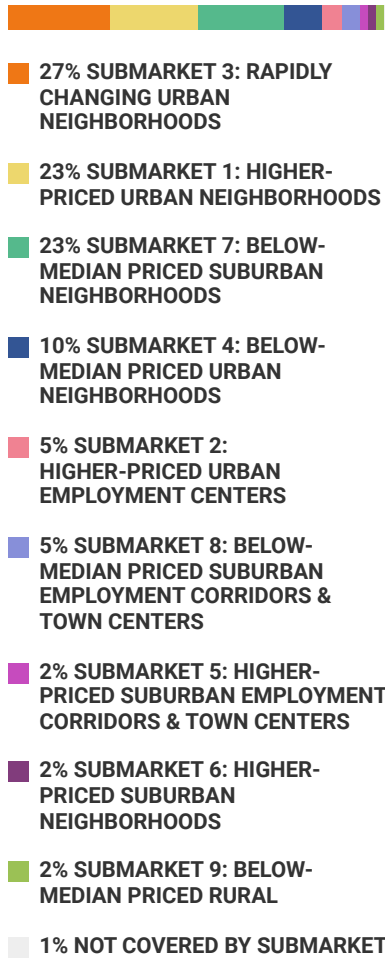 27% SUBMARKET 3: RAPIDLY
CHANGING URBAN
NEIGHBORHOODS
23% SUBMARKET 1: HIGHER-
PRICED URBAN NEIGHBORHOODS
23% SUBMARKET 7: BELOW-
MEDIAN PRICED SUBURBAN
NEIGHBORHOODS
10% SUBMARKET 4: BELOW-
MEDIAN PRICED URBAN
NEIGHBORHOODS
5% SUBMARKET 2:
HIGHER-PRICED URBAN
EMPLOYMENT CENTERS
5% SUBMARKET 8: BELOW-
MEDIAN PRICED SUBURBAN
EMPLOYMENT CORRIDORS &
TOWN CENTERS
2% SUBMARKET 5: HIGHER-
PRICED SUBURBAN EMPLOYMENT
CORRIDORS & TOWN CENTERS
2% SUBMARKET 6: HIGHER-
PRICED SUBURBAN
NEIGHBORHOODS
2% SUBMARKET 9: BELOW-
MEDIAN PRICED RURAL
1% NOT COVERED BY SUBMARKET